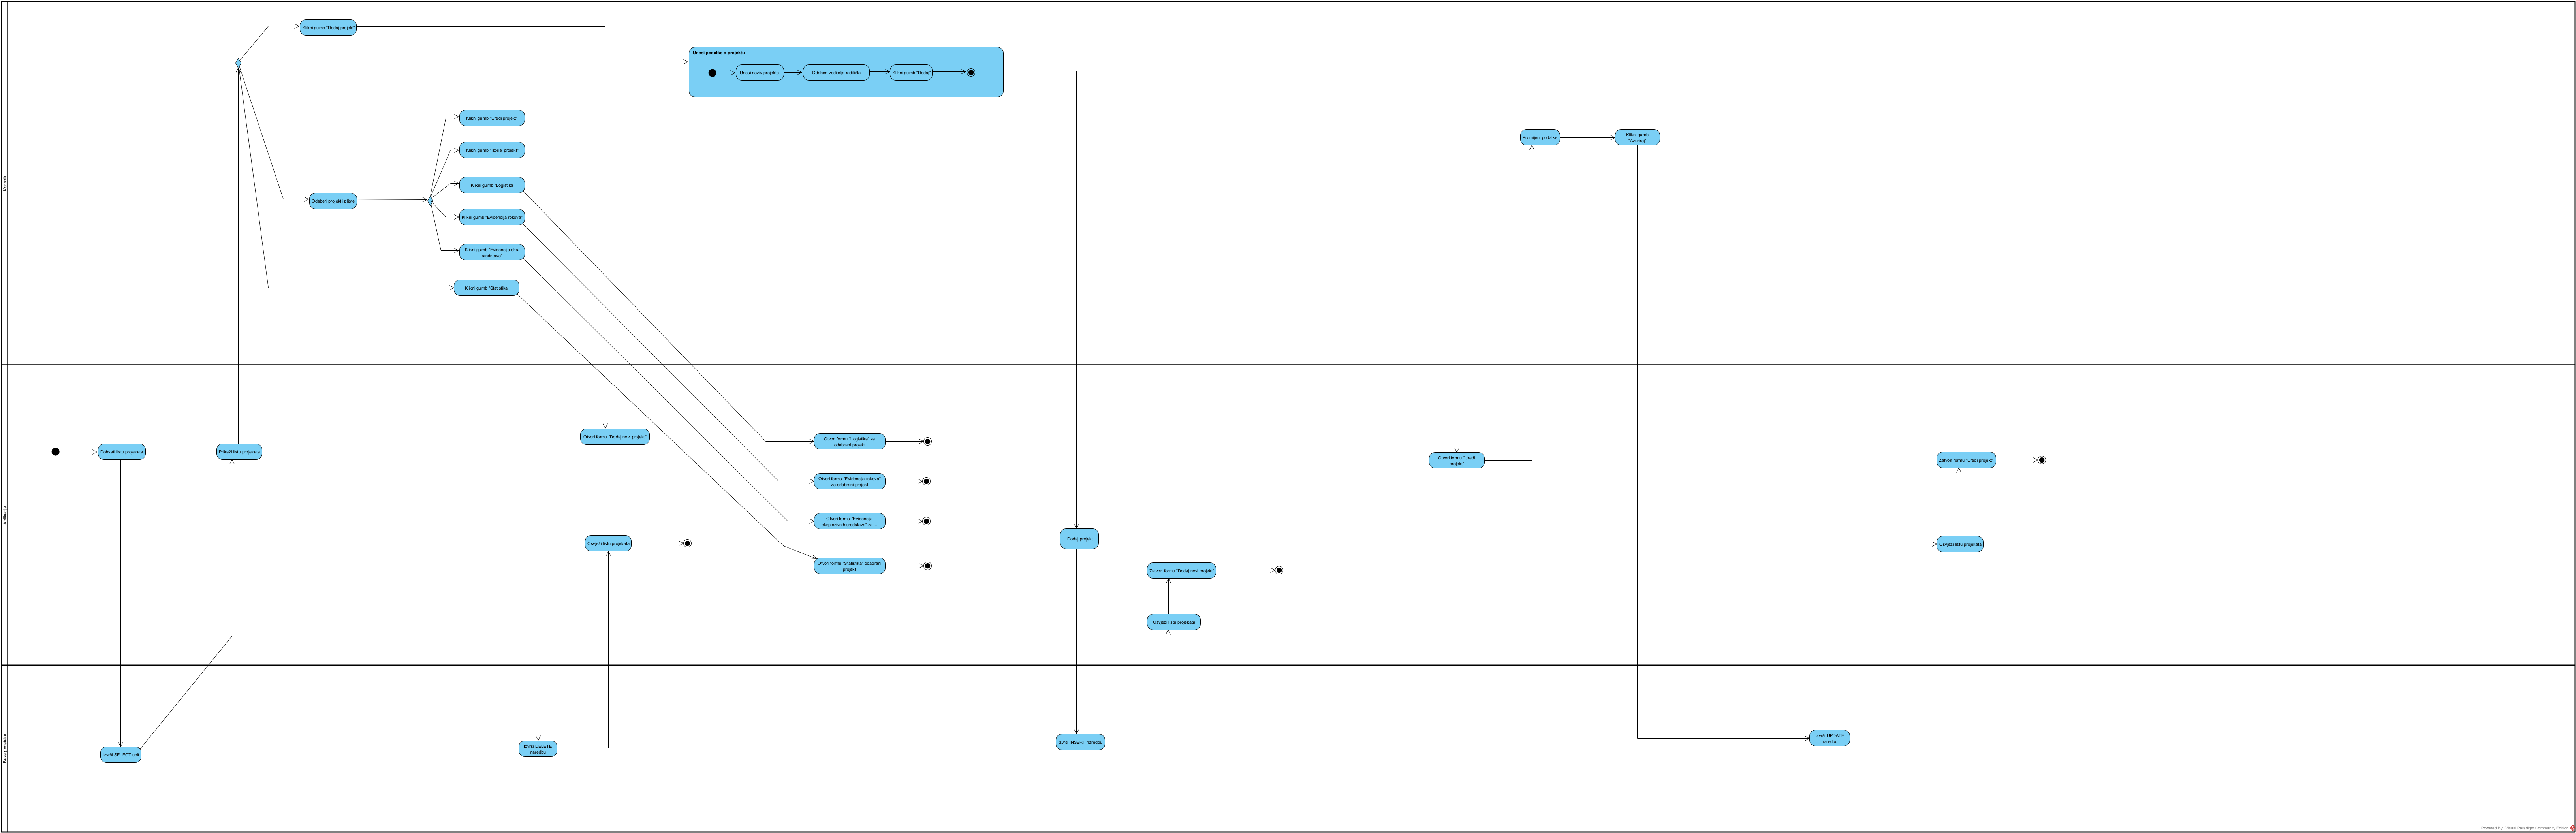 Klikni gumb "Dodaj projekt"
Unesi podatke o projektu
Unesi naziv projekta
Odaberi voditelja vatišišta
Klikni gumb "Dodaj"
Klikni gumb "Uredi projekt"
Promijeni podatke
Klikni gumb
"Ažuriraj"
Klikni gumb "Izbriši projekt"
Korisnik
Klikni gumb "Logistika
Odaberi projekt iz liste
Klikni gumb "Evidencija rokova"
Klikni gumb "Evidencija eks.
sredstava"
Klikni gumb "Statistika
Aplikacija
Dohvati listu projekata
Prikaži listu projekata
Otvori formu "Dodaj novi projekt"
Otvori formu "Logistika" za
odabrani projekt
Otvori formu "Evidencija rokova"
za odabrani projekt
Otvori formu "Evidencija
eksplozivnih sredstava" za ...
Otvori formu "Statistika" odabrani
projekt
Osvježi listu projekata
Dodaj projekt
Zatvori formu "Dodaj novi projekt"
Osvježi listu projekata
Otvori formu "Uredi
projekt"
Zatvori formu "Uredi projekt"
Osvježi listu projekata
Baza podataka
Izvrši SELECT upit
Izvrši DELETE
naredbu
Izvrši INSERT naredbu
Izvrši UPDATE
naredbu
Powered By: Visual Paradigm Community Edition